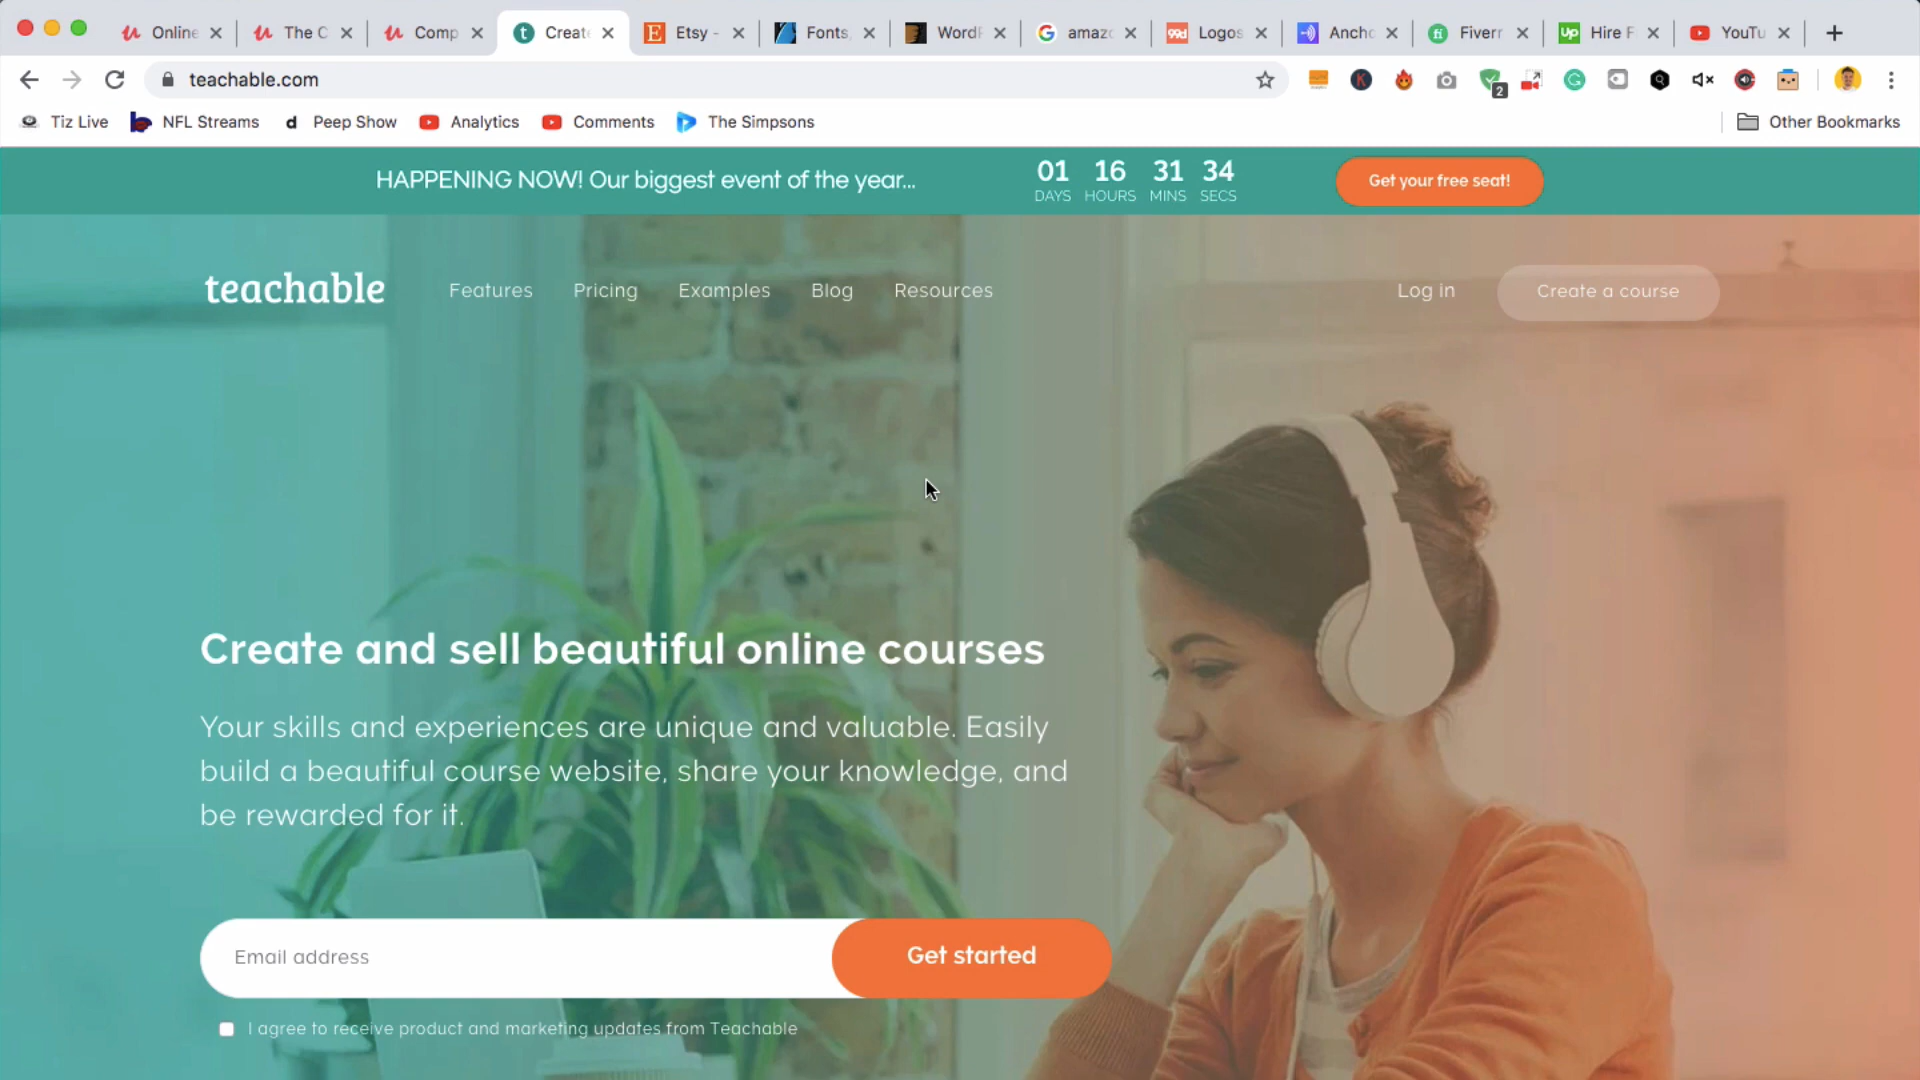 Online
The C
Comp
Create
Etsy -
Fonts,
WordP
amazo
Logos
Ancho
Fiverr
Hire F
YouTu
teachable.com
2
Tiz Live
NFL Streams
Peep Show
Analytics
Comments
The Simpsons
Other Bookmarks
HAPPENING NOW! Our biggest event of the year...
01 16 31 34
DAYS HOURS MINS SECS
Get your free seat!
teachable
Features
Pricing
Examples
Blog
Resources
Log in
Create a course
Create and sell beautiful online courses
Your skills and experiences are unique and valuable. Easily
build a beautiful course website, share your knowledge, and
be rewarded for it.
Email address
Get started
I agree to receive product and marketing updates from Teachable